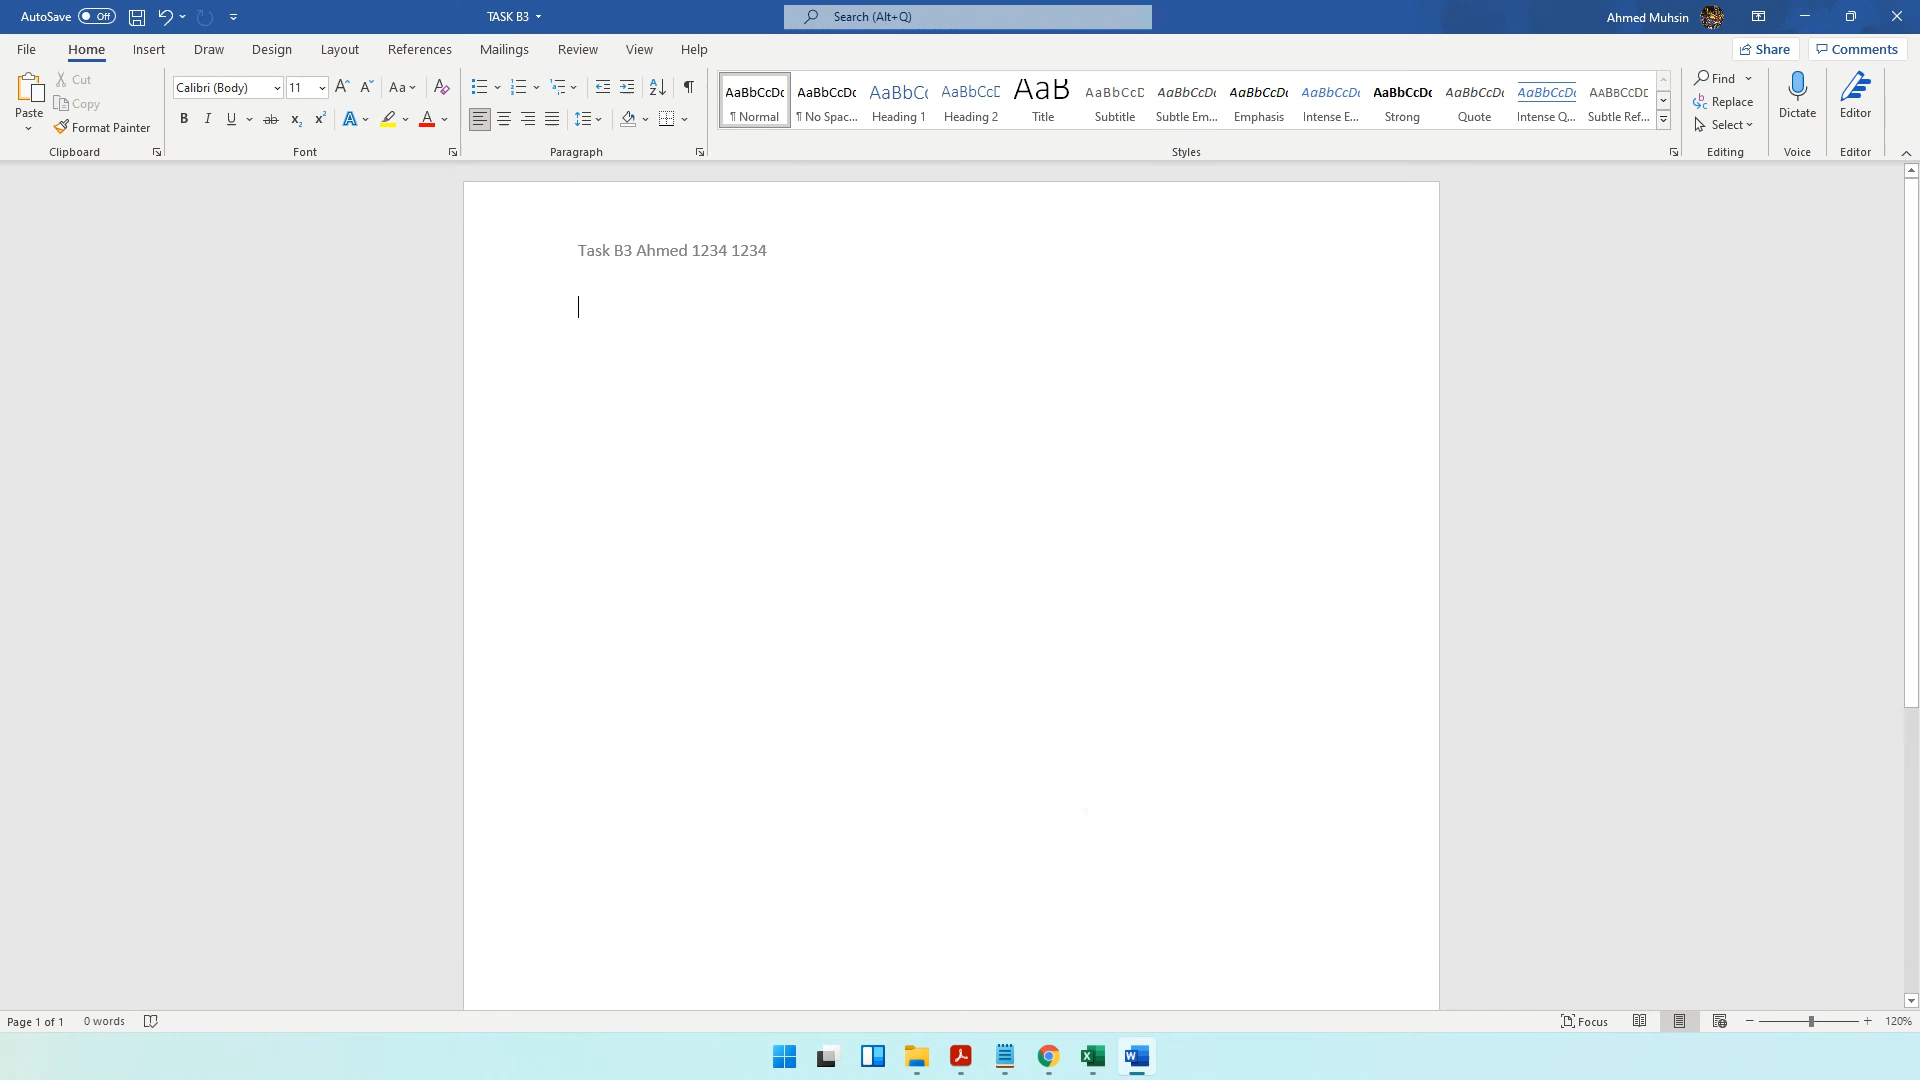 AutoSave Off TASK B3 Search (Alt+Q) Ahmed Muhsin
File Home Insert Draw Design Layout References Mailings Review View Help Share Comments
Paste
Cut
Copy
Format Painter
Clipboard
Calibri (Body) 11
Font
Paragraph
AaBbCcDc AaBbCcDc AaBbC( AaBbCcE AaB AaBbCcD AaBbCcDc AaBbCcDc AaBbCcDc AaBbCcDc AaBbCcDc AaBbCcDc AABBCCDE
¶ Normal ¶ No Spac... Heading 1 Heading 2 Title Subtitle Subtle Em... Emphasis Intense E... Strong Quote Intense Q... Subtle Ref...
Styles
Find
Replace
Select
Editing
Dictate
Voice
Editor
Editor
Task B3 Ahmed 1234 1234
Page 1 of 1 0 words Focus 120%